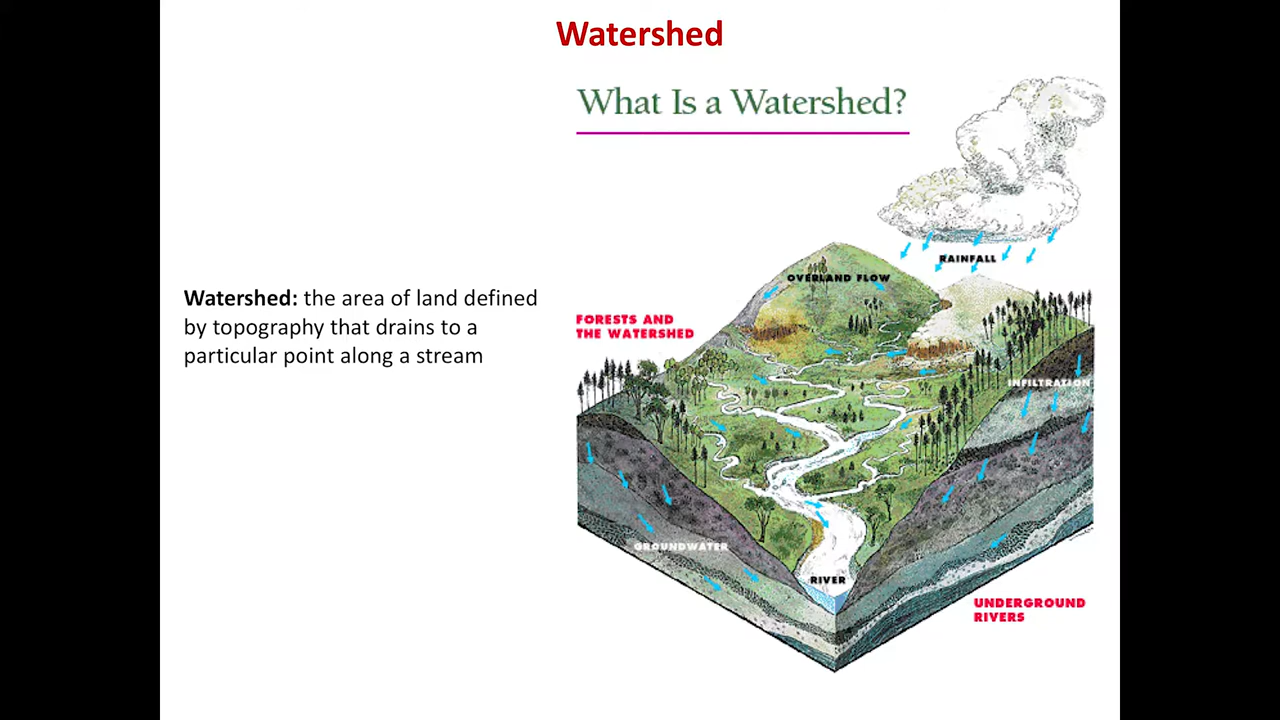 Watershed
What Is a Watershed?
Watershed: the area of land defined
by topography that drains to a
particular point along a stream
RAINFALL
OVERLAND FLOW
FORESTS AND
THE WATERSHED
INFILTRATION
GROUNDWATER
RIVER
UNDERGROUND
RIVERS